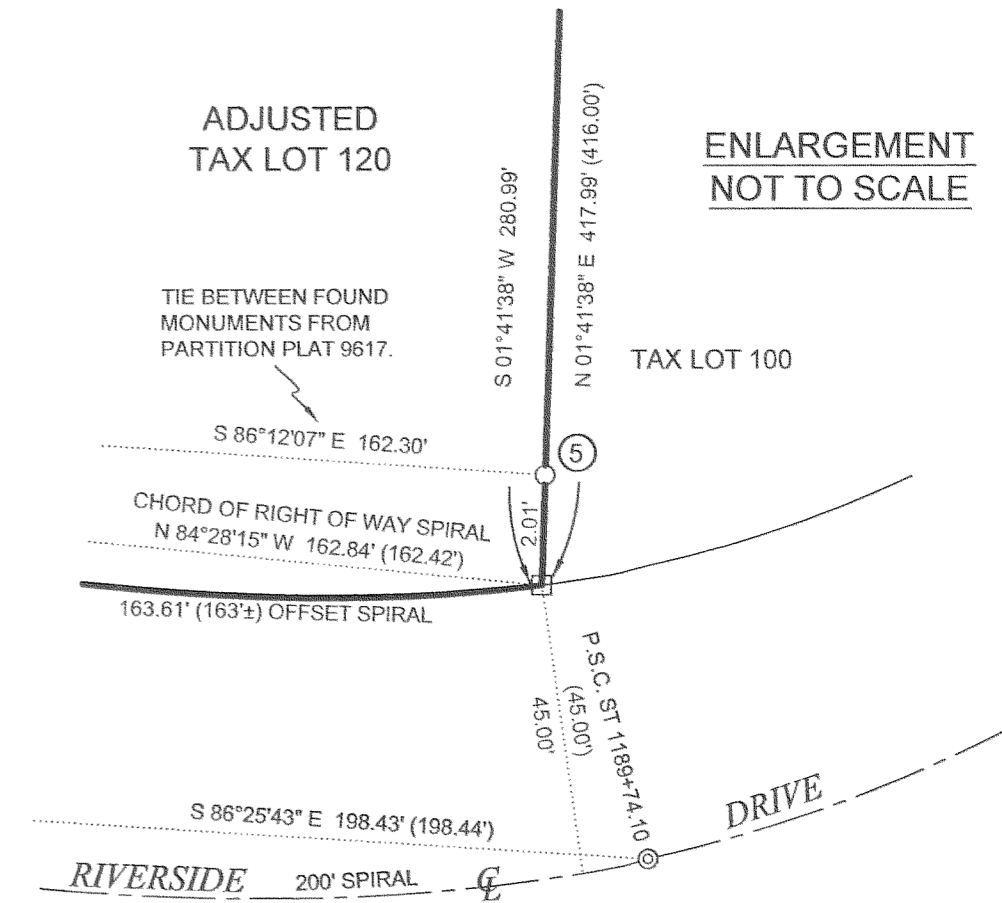 ADJUSTED
TAX LOT 120
ENLARGEMENT
NOT TO SCALE
S 01°41'38" W 280.99'
N 01°41'38" E 417.99' (416.00')
TIE BETWEEN FOUND
MONUMENTS FROM
PARTITION PLAT 9617.
TAX LOT 100
S 86°12'07" E 162.30'
5
CHORD OF RIGHT OF WAY SPIRAL
N 84°28'15" W 162.84' (162.42')
2.01'
163.61' (163'±) OFFSET SPIRAL
P.S.C. ST 1189+74.10
(45.00')
45.00'
S 86°25'43" E 198.43' (198.44')
DRIVE
RIVERSIDE
200' SPIRAL
℄